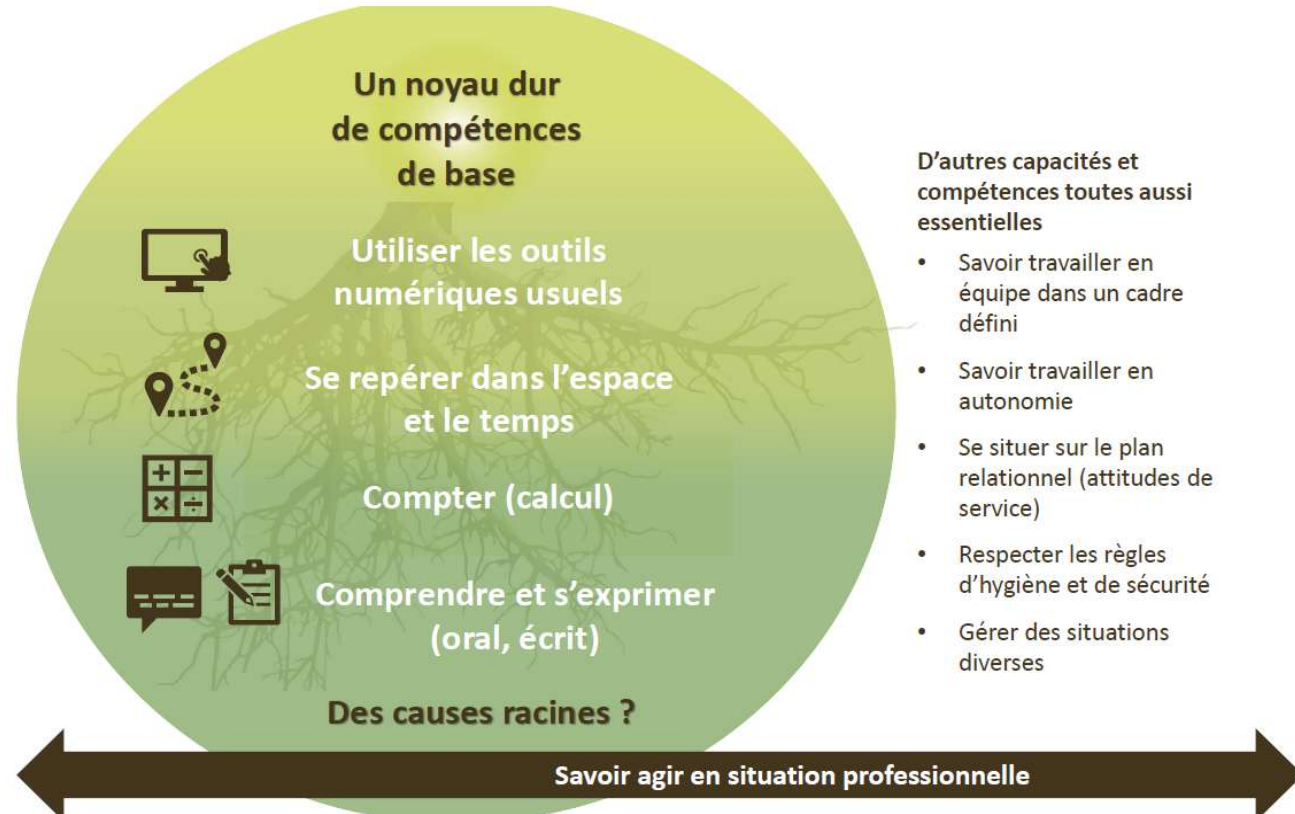 Un noyau dur
de compétences
de base
Utiliser les outils
numériques usuels
Se repérer dans l'espace
et le temps
Compter (calcul)
Comprendre et s'exprimer
(oral, écrit)
Des causes racines ?
D'autres capacités et
compétences toutes aussi
essentielles
• Savoir travailler en
équipe dans un cadre
défini
• Savoir travailler en
autonomie
• Se situer sur le plan
relationnel (attitudes de
service)
• Respecter les règles
d'hygiène et de sécurité
• Gérer des situations
diverses
Savoir agir en situation professionnelle